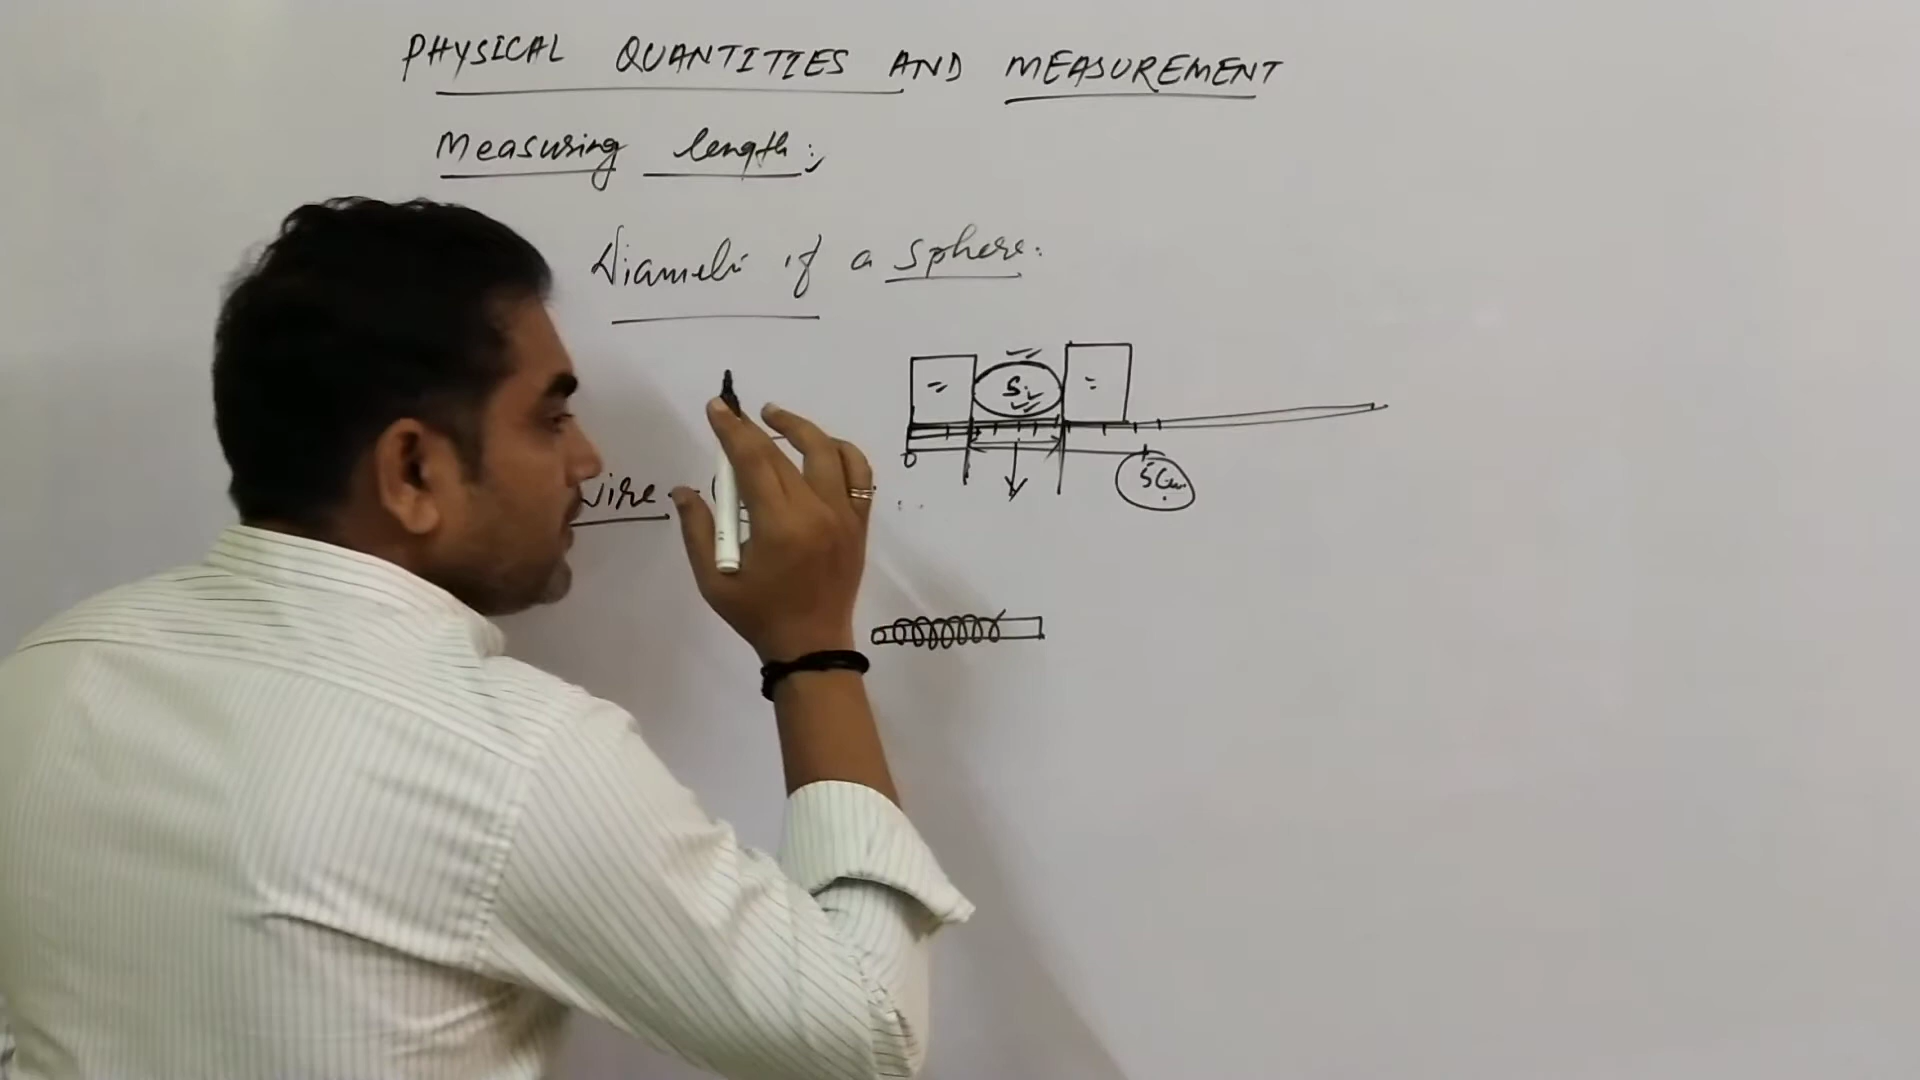 PHYSICAL QUANTITIES AND MEASUREMENT
Measuring length:
Diameter of a sphere:
S
0
5cm.
Wire